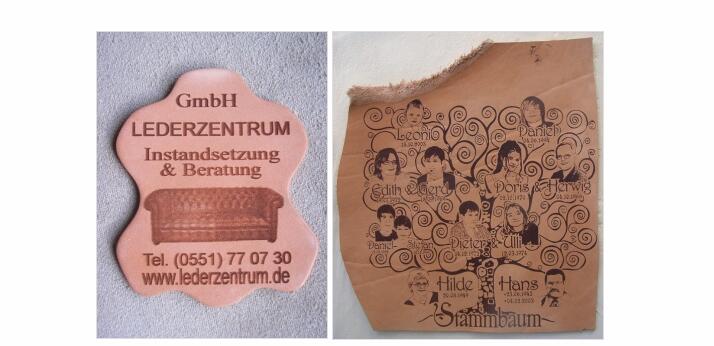 GmbH
LEDERZENTRUM
Instandsetzung
& Beratung
Tel. (0551) 77 07 30
www.lederzentrum.de
Leoni
Daniel
Edith & Gerd
Doris & Herwig
Daniel Stefan
Dieter & Ulli
Hilde Hans
Stammbaum